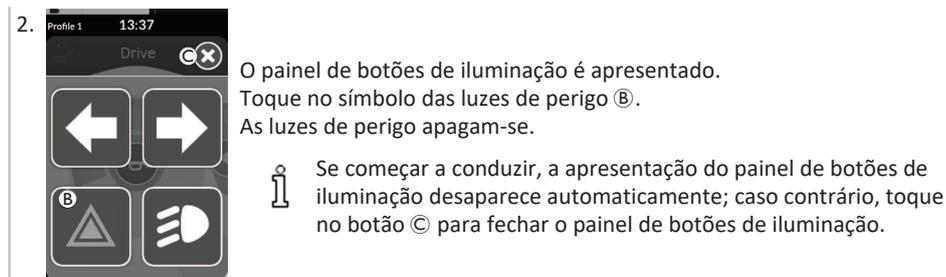 2.
Profile 1 13:37
Drive
Ⓒ
Ⓑ
O painel de botões de iluminação é apresentado.
Toque no símbolo das luzes de perigo Ⓑ.
As luzes de perigo apagam-se.
Se começar a conduzir, a apresentação do painel de botões de
iluminação desaparece automaticamente; caso contrário, toque
no botão Ⓒ para fechar o painel de botões de iluminação.